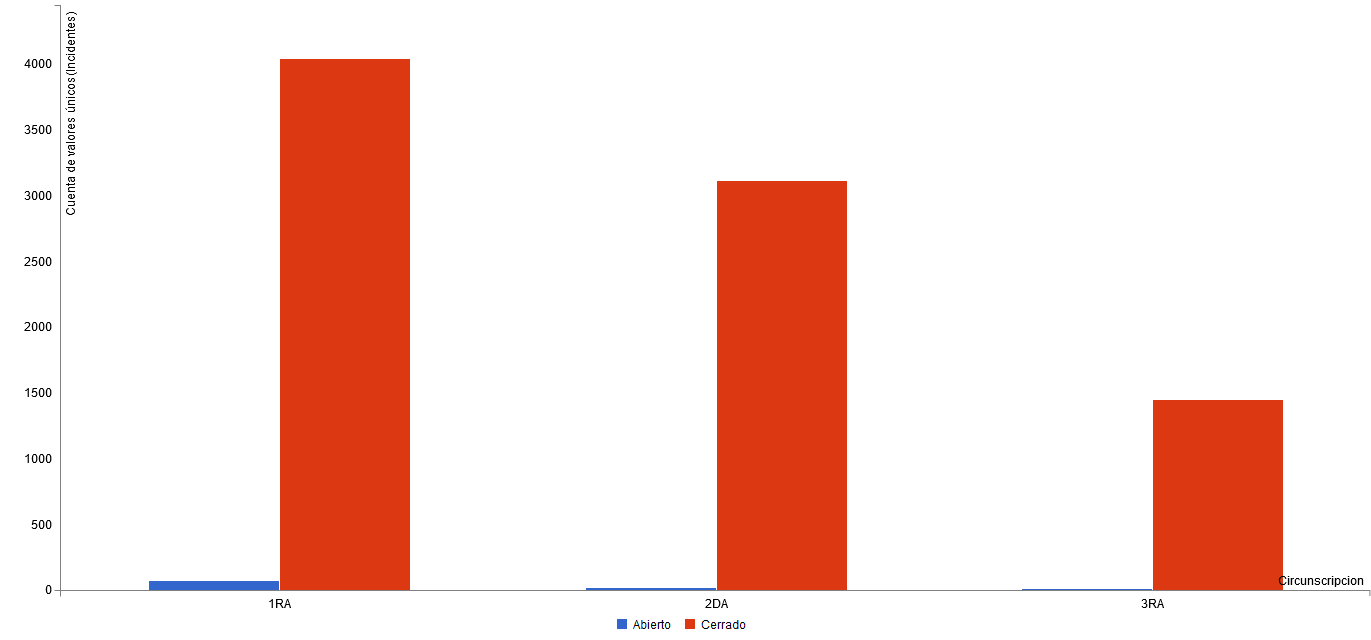 Cuenta de valores únicos(Incidentes)
4000
3500
3000
2500
2000
1500
1000
500
0
Circunscripcion
1RA 2DA 3RA
Abierto Cerrado